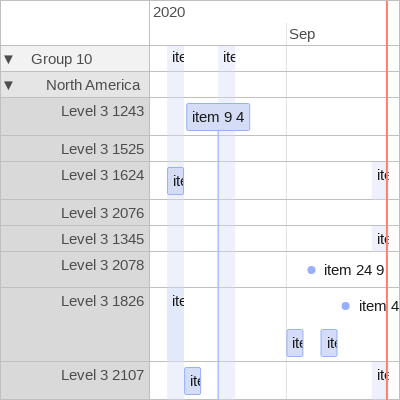 2020
Sep
▼ Group 10 ite ite
▼ North America
Level 3 1243 item 9 4
Level 3 1525
Level 3 1624 ite ite
Level 3 2076
Level 3 1345 ite
Level 3 2078 item 24 9
Level 3 1826 ite item 4
ite ite
Level 3 2107 ite ite